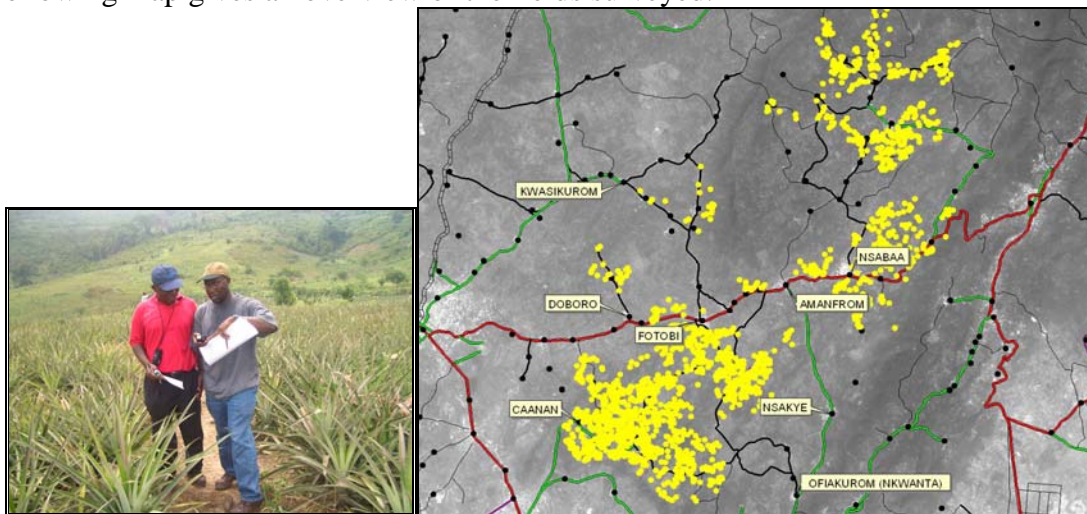 KWASIKUROM
NSABAA
DOBORO
AMANFROM
FOTOBI
CAANAN
NSAKYE
OFIAKUROM (NKWANTA)